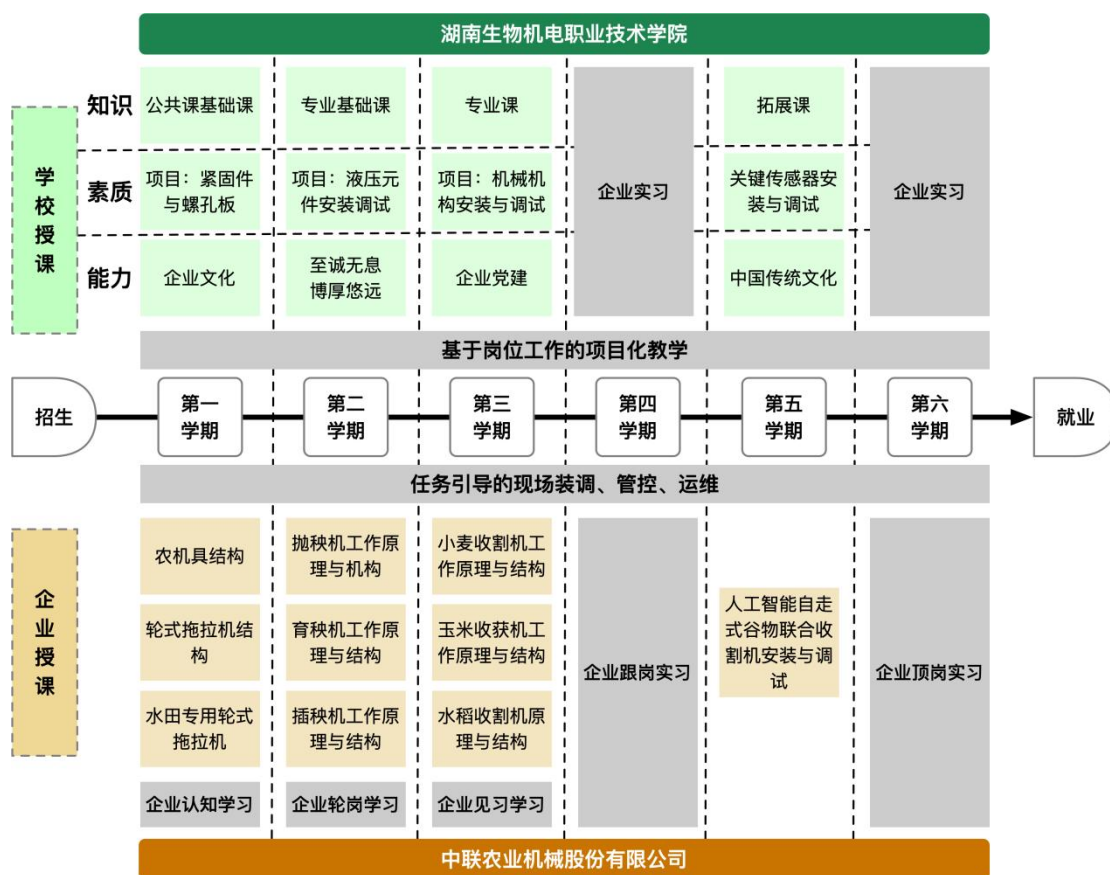 湖南生物机电职业技术学院
学校授课
知识
公共课基础课
专业基础课
专业课
拓展课
素质
项目：紧固件
与螺孔板
项目：液压元
件安装调试
项目：机械机
构安装与调试
企业实习
关键传感器安
装与调试
企业实习
能力
企业文化
至诚无息
博厚悠远
企业党建
中国传统文化
基于岗位工作的项目化教学
招生
第一
学期
第二
学期
第三
学期
第四
学期
第五
学期
第六
学期
就业
任务引导的现场装调、管控、运维
企业授课
农机具结构
抛秧机工作原
理与机构
小麦收割机工
作原理与结构
轮式拖拉机结
构
育秧机工作原
理与结构
玉米收获机工
作原理与结构
企业跟岗实习
人工智能自走
式谷物联合收
割机安装与调
试
企业顶岗实习
水田专用轮式
拖拉机
插秧机工作原
理与结构
水稻收割机原
理与结构
企业认知学习
企业轮岗学习
企业见习学习
中联农业机械股份有限公司